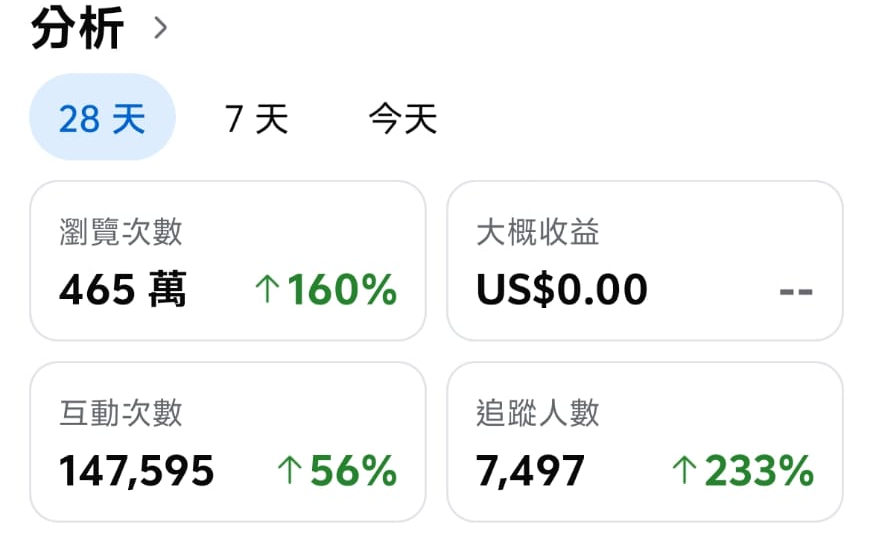 分析 >
28 天 7 天 今天
瀏覽次數
465 萬 ↑160%
大概收益
US$0.00 --
互動次數
147,595 ↑56%
追蹤人數
7,497 ↑233%